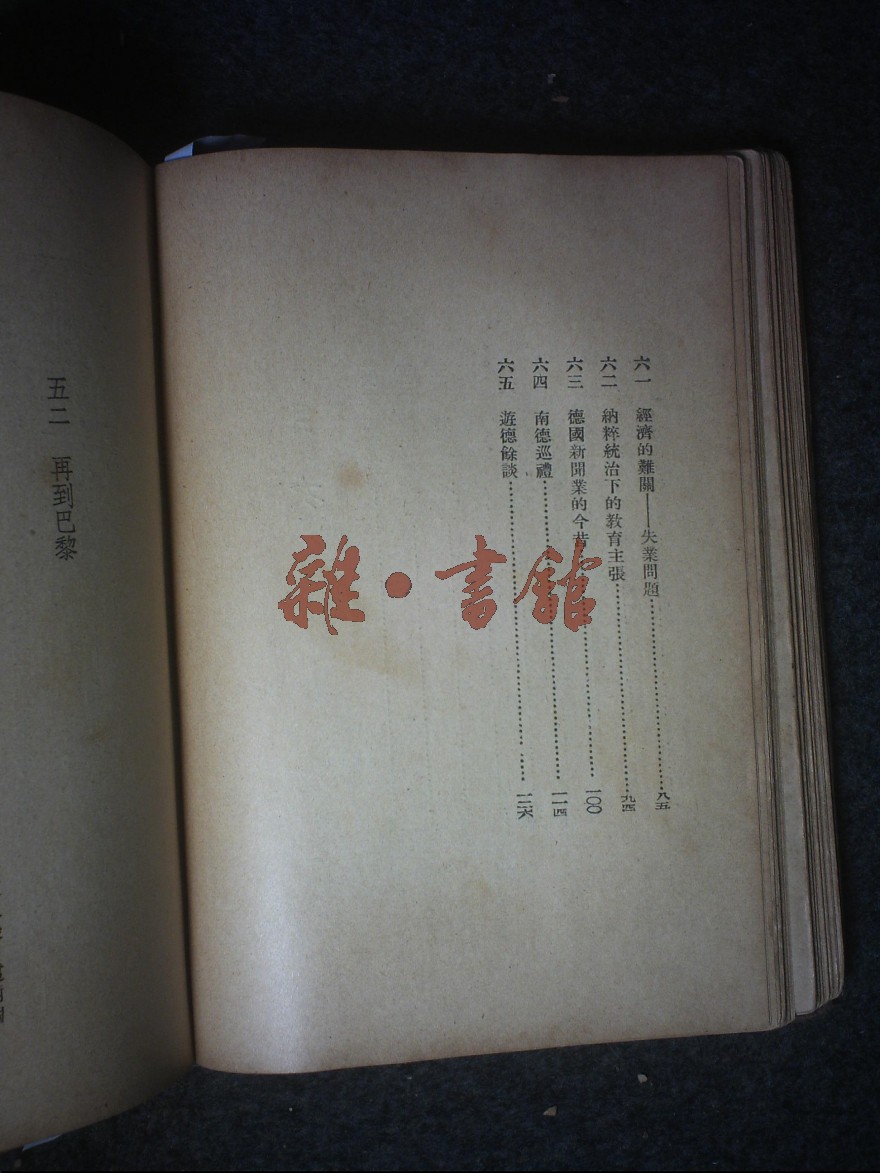 六一 經濟的難關——失業問題……八五
六二 納粹統治下的教育主張……九四
六三 德國新聞業的今昔……一〇〇
六四 南德巡禮……一一四
六五 遊德餘談……一二六
五二 再到巴黎
雜·書館